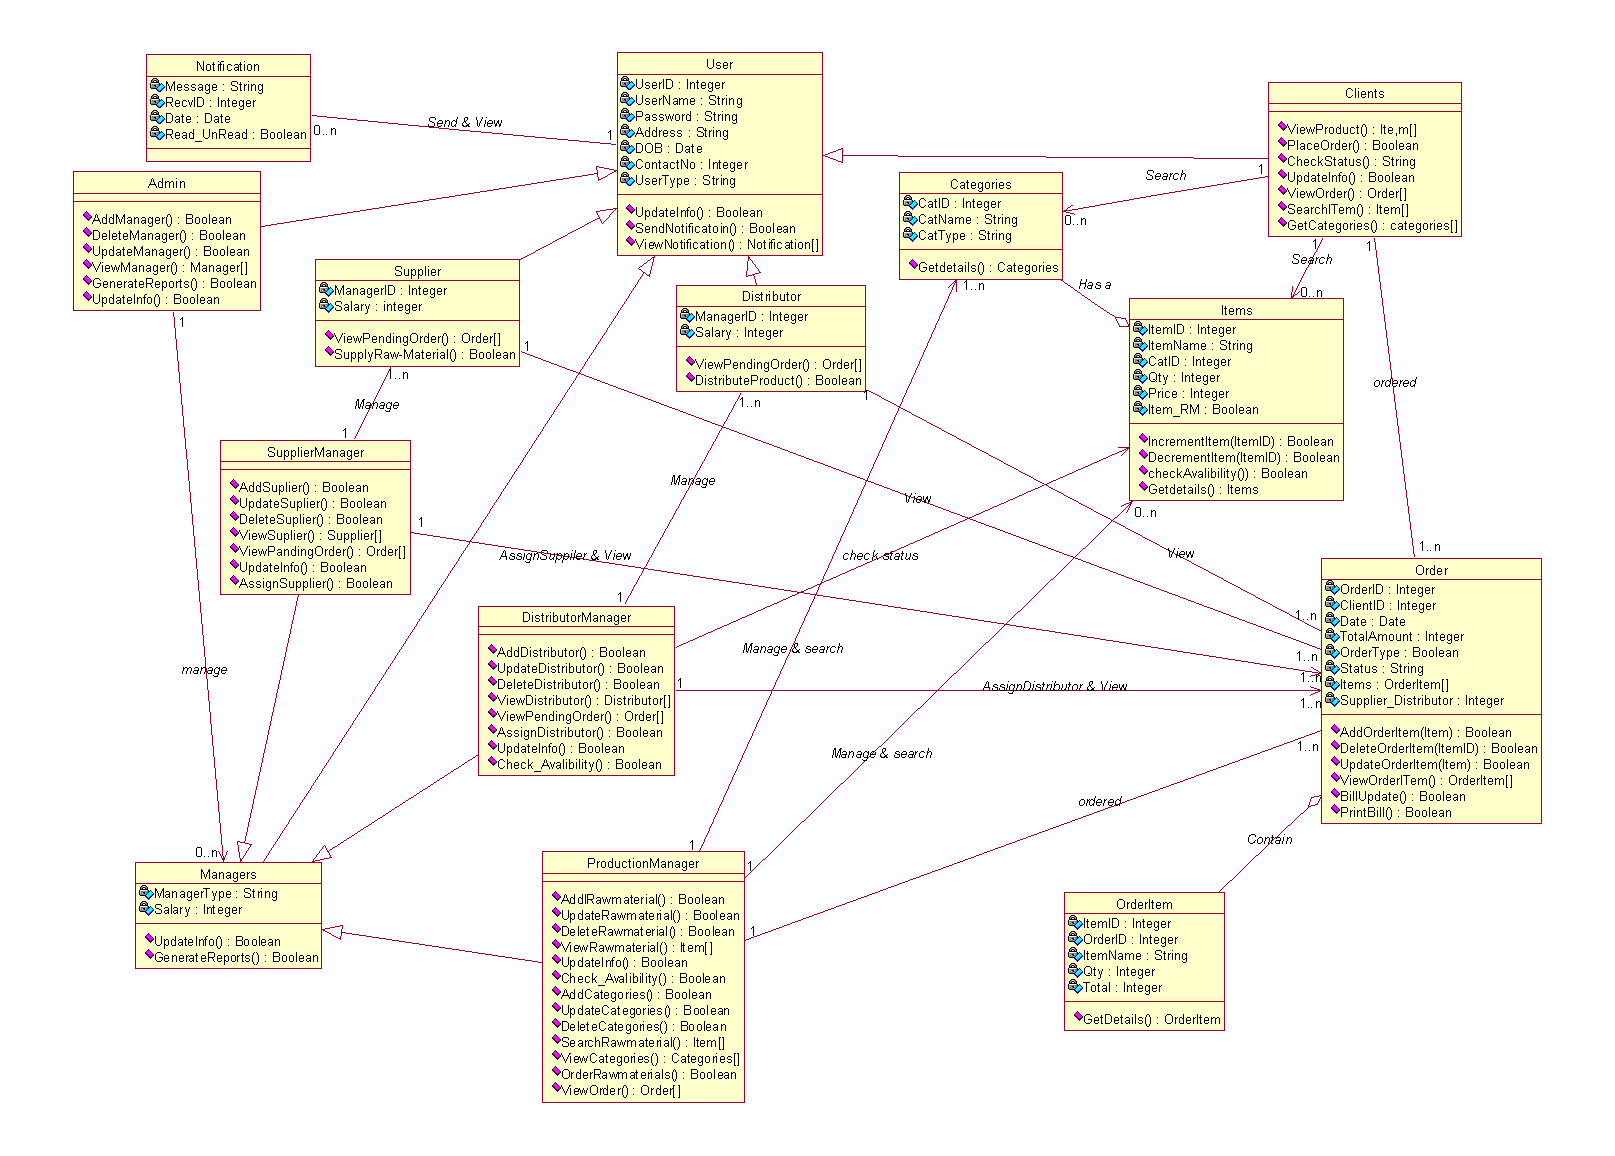 Notification
Message : String
RecvID : Integer
Date : Date
Read_UnRead : Boolean
0..n
Send & View
1
User
UserID : Integer
UserName : String
Password : String
Address : String
DOB : Date
ContactNo : Integer
UserType : String
UpdateInfo() : Boolean
SendNotificatoin() : Boolean
ViewNotification() : Notification[]
Clients
ViewProduct() : Ite,m[]
PlaceOrder() : Boolean
CheckStatus() : String
UpdateInfo() : Boolean
ViewOrder() : Order[]
SearchITem() : Item[]
GetCategories() : categories[]
1
Search
0..n
1
Search
0..n
1
ordered
1..n
Admin
AddManager() : Boolean
DeleteManager() : Boolean
UpdateManager() : Boolean
ViewManager() : Manager[]
GenerateReports() : Boolean
UpdateInfo() : Boolean
1
manage
0..n
Categories
CatID : Integer
CatName : String
CatType : String
Getdetails() : Categories
1..n
Has a
Supplier
ManagerID : Integer
Salary : integer
ViewPendingOrder() : Order[]
SupplyRaw-Material() : Boolean
1
View
1..n
1..n
Manage
1
Distributor
ManagerID : Integer
Salary : Integer
ViewPendingOrder() : Order[]
DistributeProduct() : Boolean
1
View
1..n
1..n
Manage
1
Items
ItemID : Integer
ItemName : String
CatID : Integer
Qty : Integer
Price : Integer
Item_RM : Boolean
IncrementItem(ItemID) : Boolean
DecrementItem(ItemID) : Boolean
checkAvalibility()) : Boolean
Getdetails() : Items
0..n
SupplierManager
AddSuplier() : Boolean
UpdateSuplier() : Boolean
DeleteSuplier() : Boolean
ViewSuplier() : Supplier[]
ViewPandingOrder() : Order[]
UpdateInfo() : Boolean
AssignSupplier() : Boolean
1
AssignSuppiler & View
1..n
check status
DistributorManager
AddDistributor() : Boolean
UpdateDistributor() : Boolean
DeleteDistributor() : Boolean
ViewDistributor() : Distributor[]
ViewPendingOrder() : Order[]
AssignDistributor() : Boolean
UpdateInfo() : Boolean
Check_Avalibility() : Boolean
1
AssignDistributor & View
1..n
Order
OrderID : Integer
ClientID : Integer
Date : Date
TotalAmount : Integer
OrderType : Boolean
Status : String
Items : OrderItem[]
Supplier_Distributor : Integer
AddOrderItem(Item) : Boolean
DeleteOrderItem(ItemID) : Boolean
UpdateOrderItem(Item) : Boolean
ViewOrderITem() : OrderItem[]
BillUpdate() : Boolean
PrintBill() : Boolean
Manage & search
1
Manage & search
1
ordered
1..n
1
Contain
Managers
ManagerType : String
Salary : Integer
UpdateInfo() : Boolean
GenerateReports() : Boolean
ProductionManager
AddlRawmaterial() : Boolean
UpdateRawmaterial() : Boolean
DeleteRawmaterial() : Boolean
ViewRawmaterial() : Item[]
UpdateInfo() : Boolean
Check_Avalibility() : Boolean
AddCategories() : Boolean
UpdateCategories() : Boolean
DeleteCategories() : Boolean
SearchRawmaterial() : Item[]
ViewCategories() : Categories[]
OrderRawmaterials() : Boolean
ViewOrder() : Order[]
OrderItem
ItemID : Integer
OrderID : Integer
ItemName : String
Qty : Integer
Total : Integer
GetDetails() : OrderItem